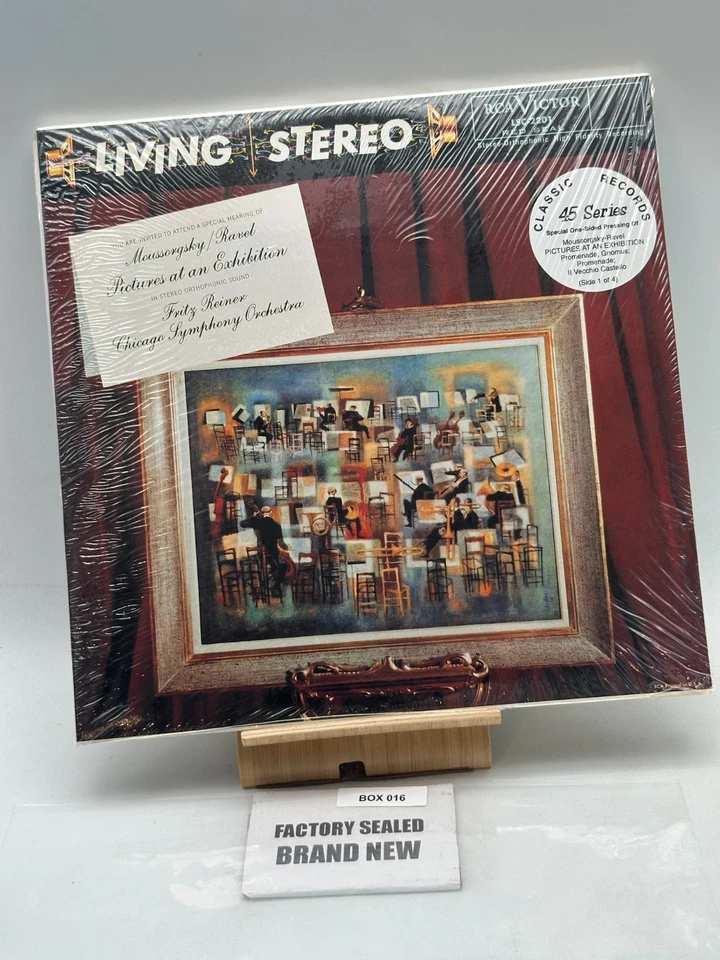 LIVING STEREO
RCA VICTOR
LSC-2201
RED SEAL
Stereo-Orthophonic High Fidelity Recording
YOU ARE INVITED TO ATTEND A SPECIAL HEARING OF
Moussorgsky/Ravel
Pictures at an Exhibition
IN STEREO ORTHOPHONIC SOUND
Fritz Reiner
Chicago Symphony Orchestra
CLASSIC RECORDS
45 Series
Special One-Sided Pressing Of
Moussorgsky-Ravel
PICTURES AT AN EXHIBITION
Promenade; Gnomus;
Promenade;
Il Vecchio Castello
(Side 1 of 4)
BOX 016
FACTORY SEALED
BRAND NEW